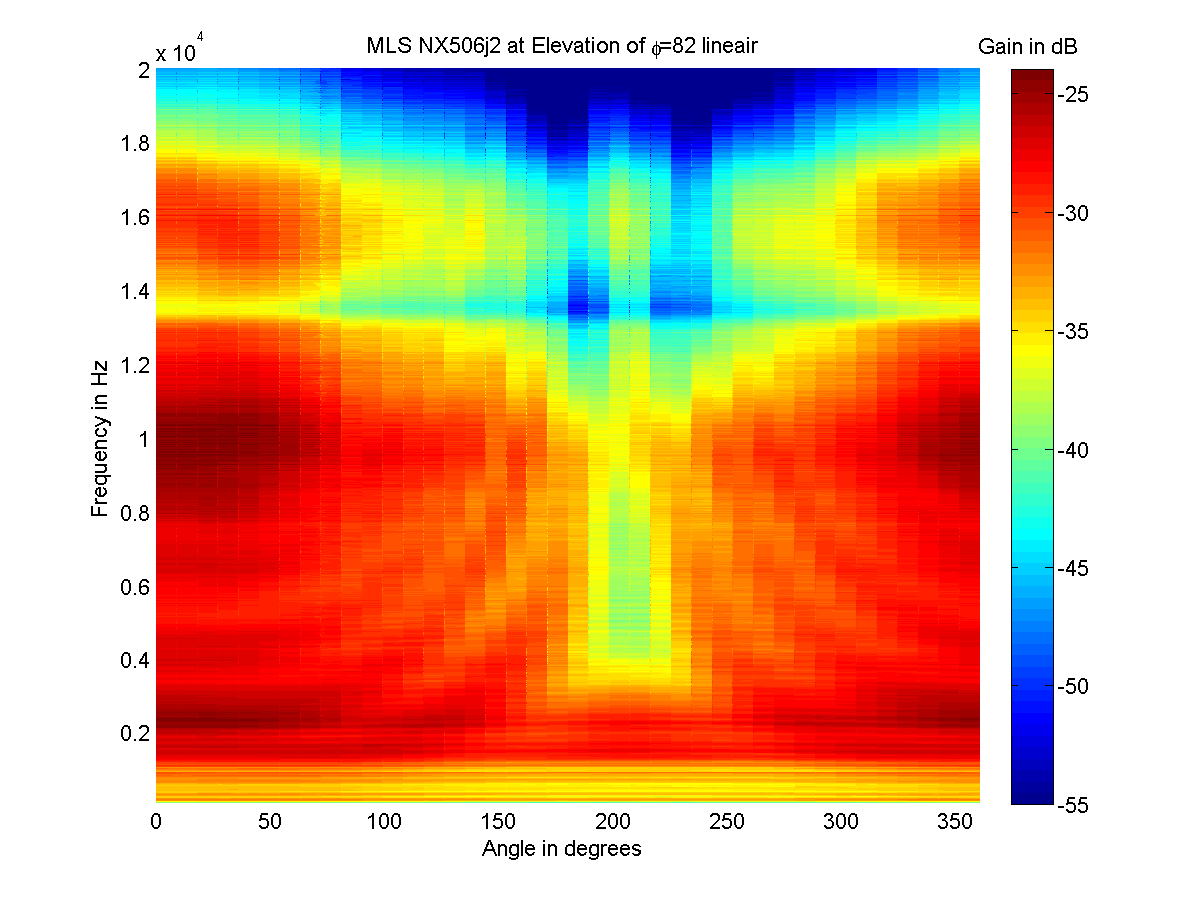 MLS NX506j2 at Elevation of ϕ=82 lineair
Gain in dB
x 10^4
2
1.8
1.6
1.4
1.2
1
0.8
0.6
0.4
0.2
Frequency in Hz
0 50 100 150 200 250 300 350
Angle in degrees
-25
-30
-35
-40
-45
-50
-55